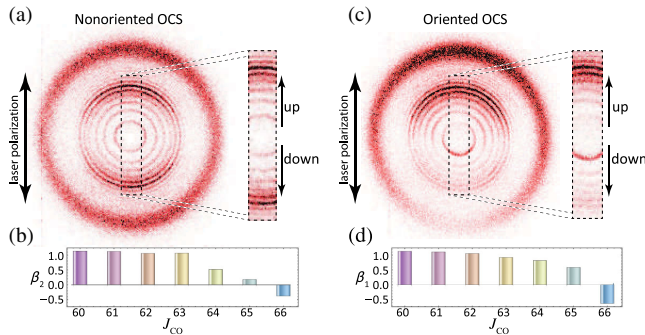 (a) Nonoriented OCS
laser polarization
up
down
(c) Oriented OCS
laser polarization
up
down
(b)
β2
1.0
0.5
0.0
−0.5
60 61 62 63 64 65 66
JCO
(d)
β1
1.0
0.5
0.0
−0.5
60 61 62 63 64 65 66
JCO